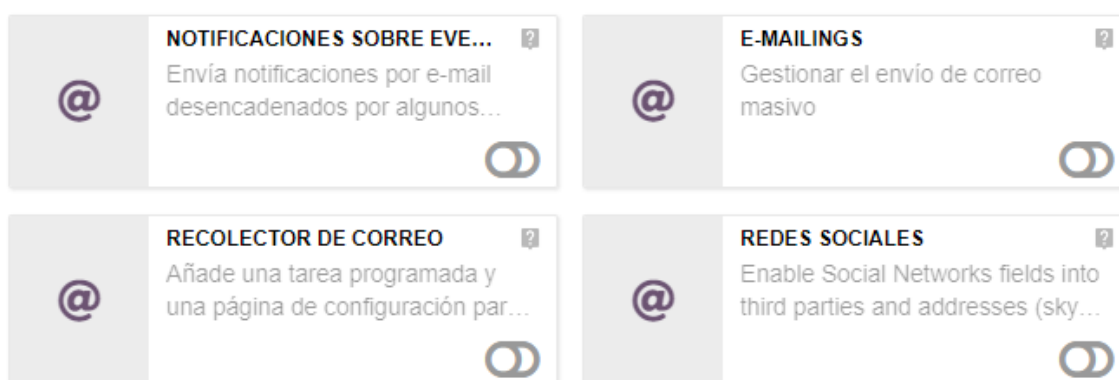 NOTIFICACIONES SOBRE EVE...
Envía notificaciones por e-mail
desencadenados por algunos...
E-MAILINGS
Gestionar el envío de correo
masivo
RECOLECTOR DE CORREO
Añade una tarea programada y
una página de configuración par...
REDES SOCIALES
Enable Social Networks fields into
third parties and addresses (sky...